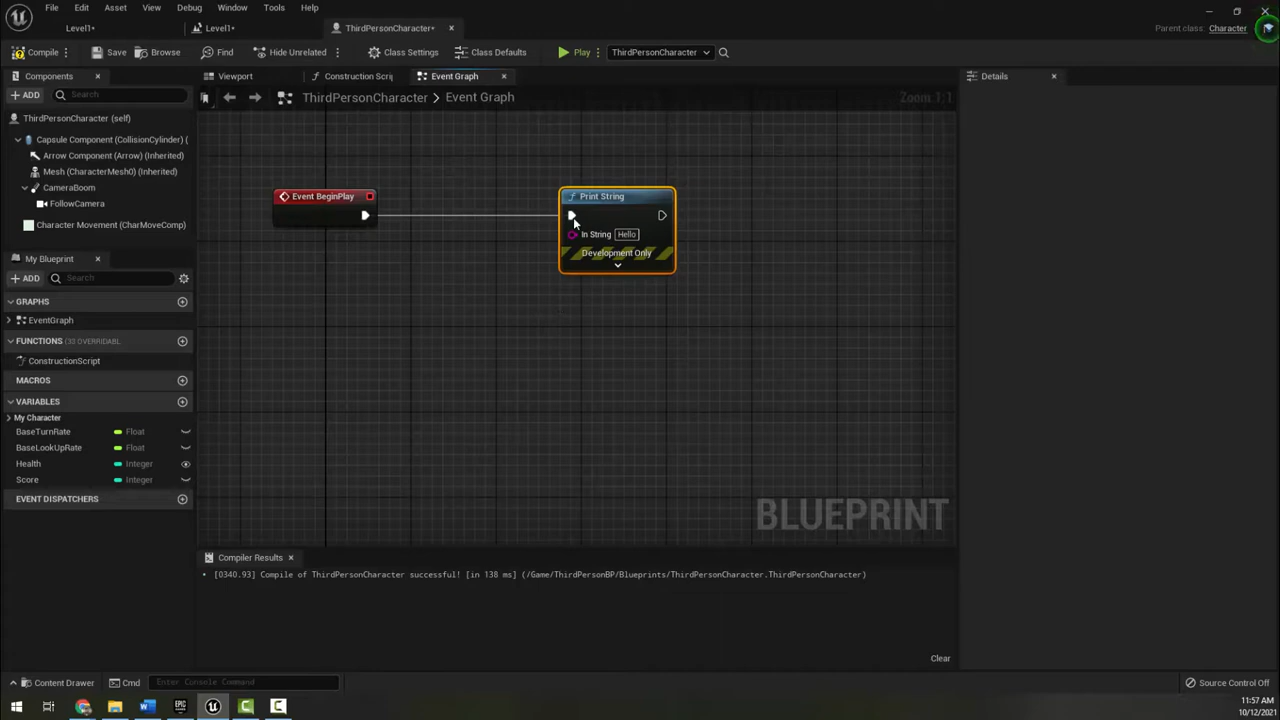 File Edit Asset View Debug Window Tools Help
Level1* Level1* ThirdPersonCharacter* Parent class: Character
Compile Save Browse Find Hide Unrelated Class Settings Class Defaults Play ThirdPersonCharacter
Components Viewport Construction Scrip Event Graph Details
ADD Search ThirdPersonCharacter > Event Graph Zoom 1:1
ThirdPersonCharacter (self)
Capsule Component (CollisionCylinder) (
Arrow Component (Arrow) (Inherited)
Mesh (CharacterMesh0) (Inherited)
CameraBoom
FollowCamera
Character Movement (CharMoveComp)
Event BeginPlay
Print String
In String Hello
Development Only
My Blueprint
ADD Search
GRAPHS
EventGraph
FUNCTIONS (33 OVERRIDABL
ConstructionScript
MACROS
VARIABLES
My Character
BaseTurnRate Float
BaseLookUpRate Float
Health Integer
Score Integer
EVENT DISPATCHERS
BLUEPRINT
Compiler Results
[0340.93] Compile of ThirdPersonCharacter successful! [in 138 ms] (/Game/ThirdPersonBP/Blueprints/ThirdPersonCharacter.ThirdPersonCharacter)
Clear
Content Drawer Cmd Enter Console Command Source Control Off
11:57 AM
10/12/2021